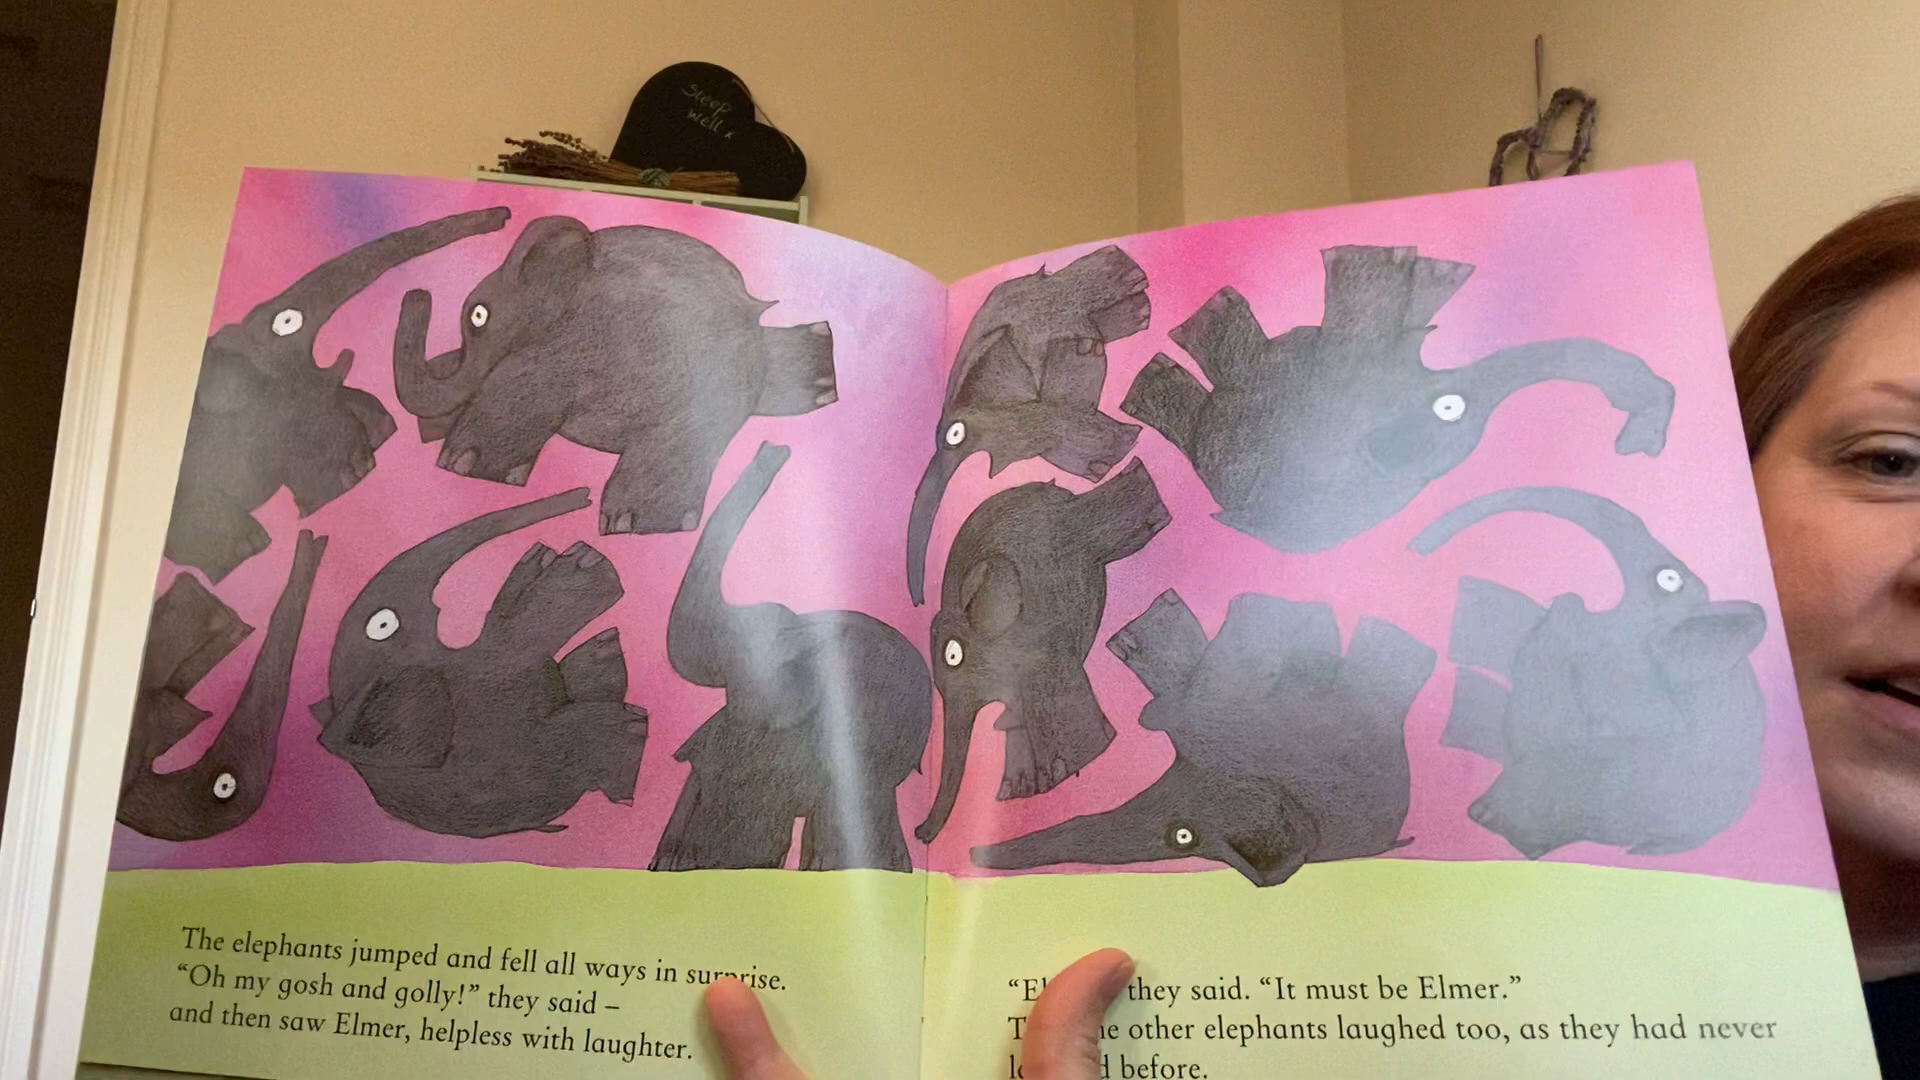 Sleep
well x
The elephants jumped and fell all ways in surprise.
“Oh my gosh and golly!” they said –
and then saw Elmer, helpless with laughter.
they said. “It must be Elmer.”
other elephants laughed too, as they had never
before.